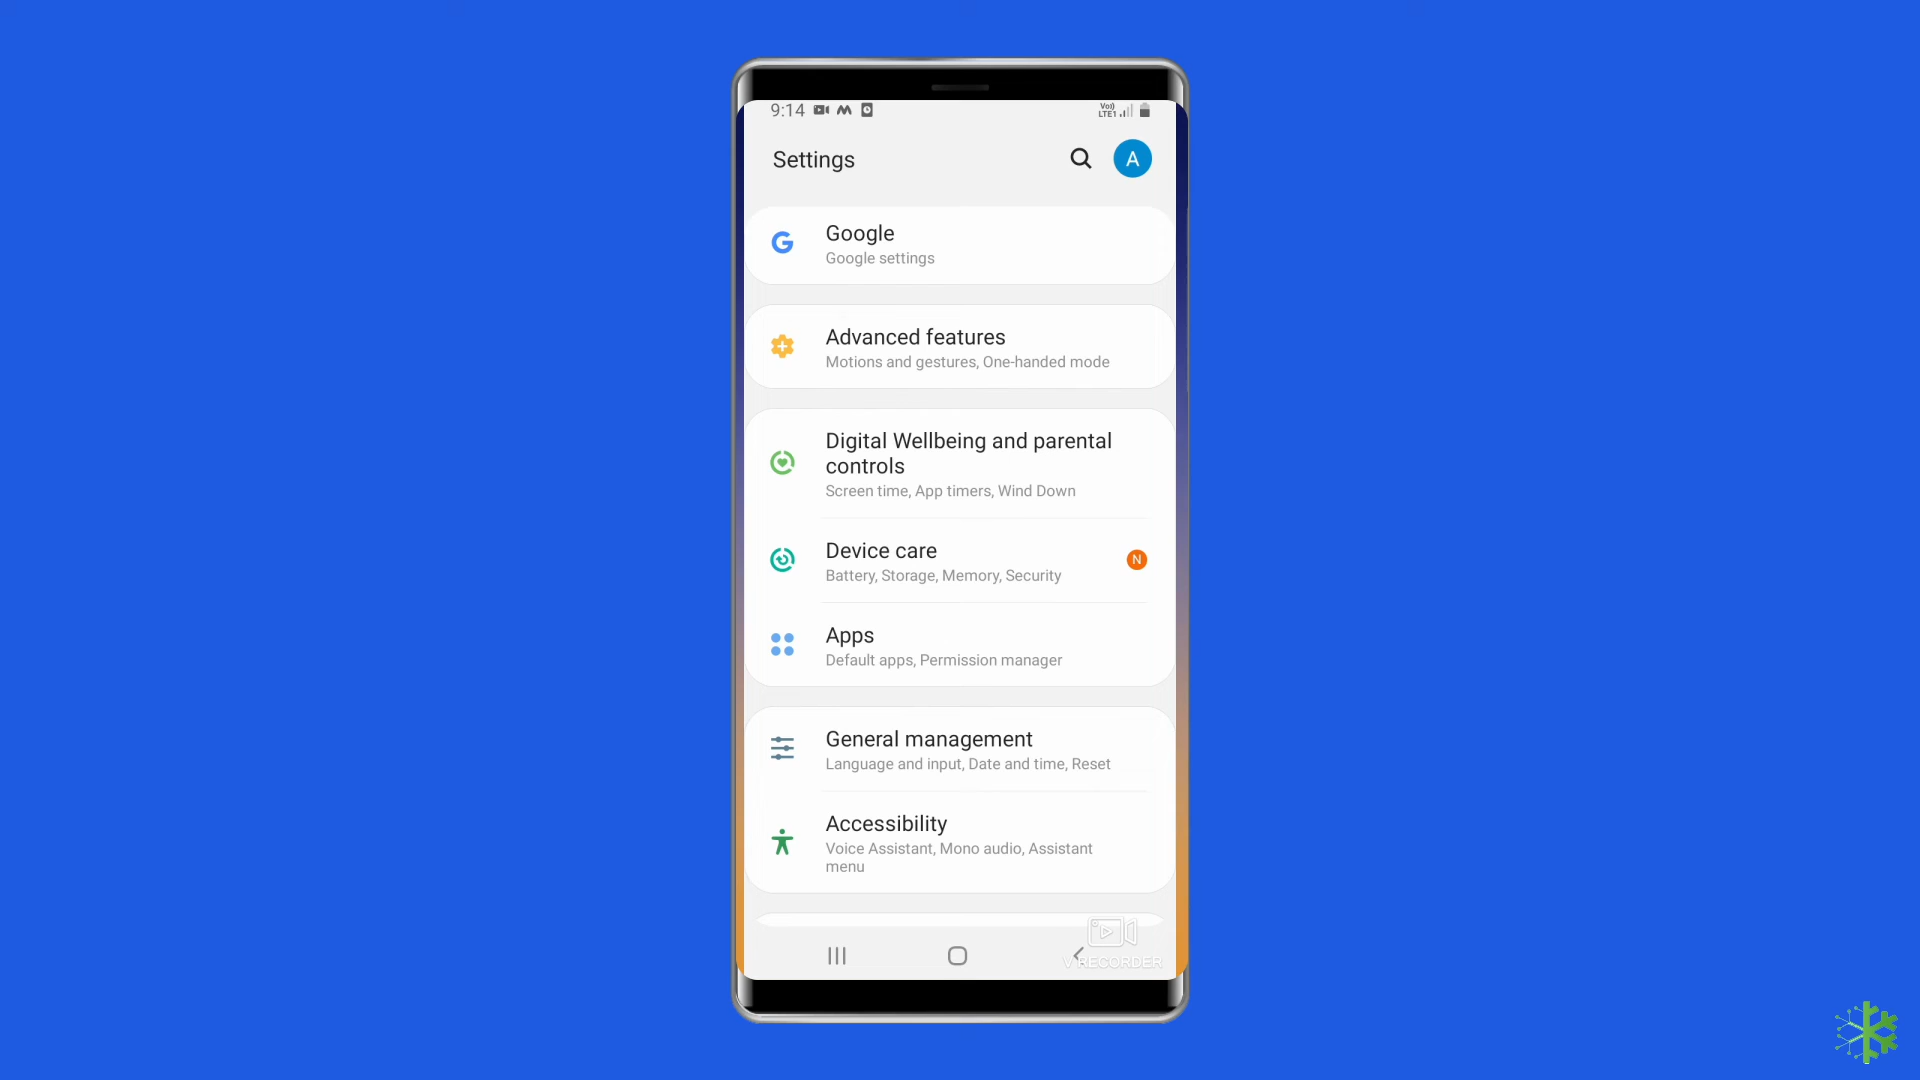 9:14
Vo))
LTE1
Settings
A
Google
Google settings
Advanced features
Motions and gestures, One-handed mode
Digital Wellbeing and parental
controls
Screen time, App timers, Wind Down
Device care
N
Battery, Storage, Memory, Security
Apps
Default apps, Permission manager
General management
Language and input, Date and time, Reset
Accessibility
Voice Assistant, Mono audio, Assistant
menu
V RECORDER